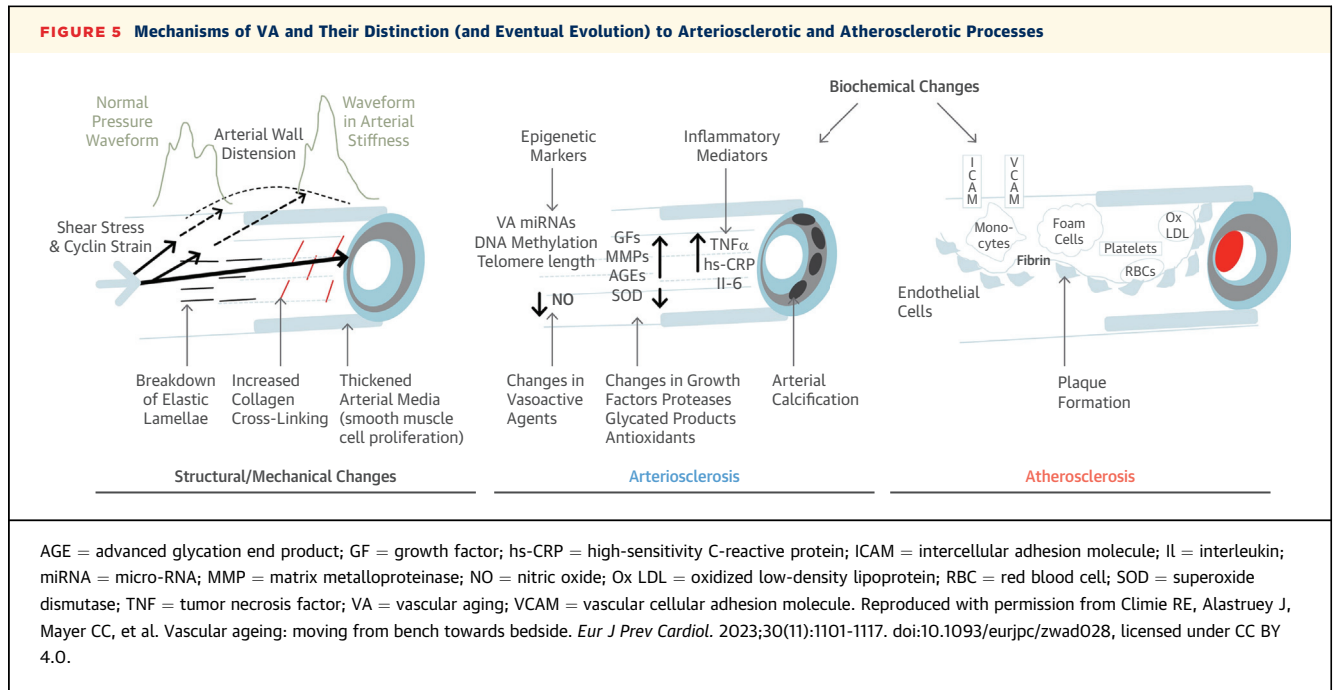 FIGURE 5 Mechanisms of VA and Their Distinction (and Eventual Evolution) to Arteriosclerotic and Atherosclerotic Processes
Normal
Pressure
Waveform
Arterial Wall
Distension
Waveform
in Arterial
Stiffness
Shear Stress
& Cyclin Strain
Breakdown
of Elastic
Lamellae
Increased
Collagen
Cross-Linking
Thickened
Arterial Media
(smooth muscle
cell proliferation)
Structural/Mechanical Changes
Biochemical Changes
Epigenetic
Markers
Inflammatory
Mediators
VA miRNAs
DNA Methylation
Telomere length
NO
GFs
MMPs
AGEs
SOD
TNFα
hs-CRP
Il-6
Changes in
Vasoactive
Agents
Changes in Growth
Factors Proteases
Glycated Products
Antioxidants
Arterial
Calcification
Arteriosclerosis
ICAM
VCAM
Mono-
cytes
Foam
Cells
Ox
LDL
Platelets
Fibrin
RBCs
Endothelial
Cells
Plaque
Formation
Atherosclerosis
AGE = advanced glycation end product; GF = growth factor; hs-CRP = high-sensitivity C-reactive protein; ICAM = intercellular adhesion molecule; Il = interleukin;
miRNA = micro-RNA; MMP = matrix metalloproteinase; NO = nitric oxide; Ox LDL = oxidized low-density lipoprotein; RBC = red blood cell; SOD = superoxide
dismutase; TNF = tumor necrosis factor; VA = vascular aging; VCAM = vascular cellular adhesion molecule. Reproduced with permission from Climie RE, Alastruey J,
Mayer CC, et al. Vascular ageing: moving from bench towards bedside. Eur J Prev Cardiol. 2023;30(11):1101-1117. doi:10.1093/eurjpc/zwad028, licensed under CC BY
4.0.